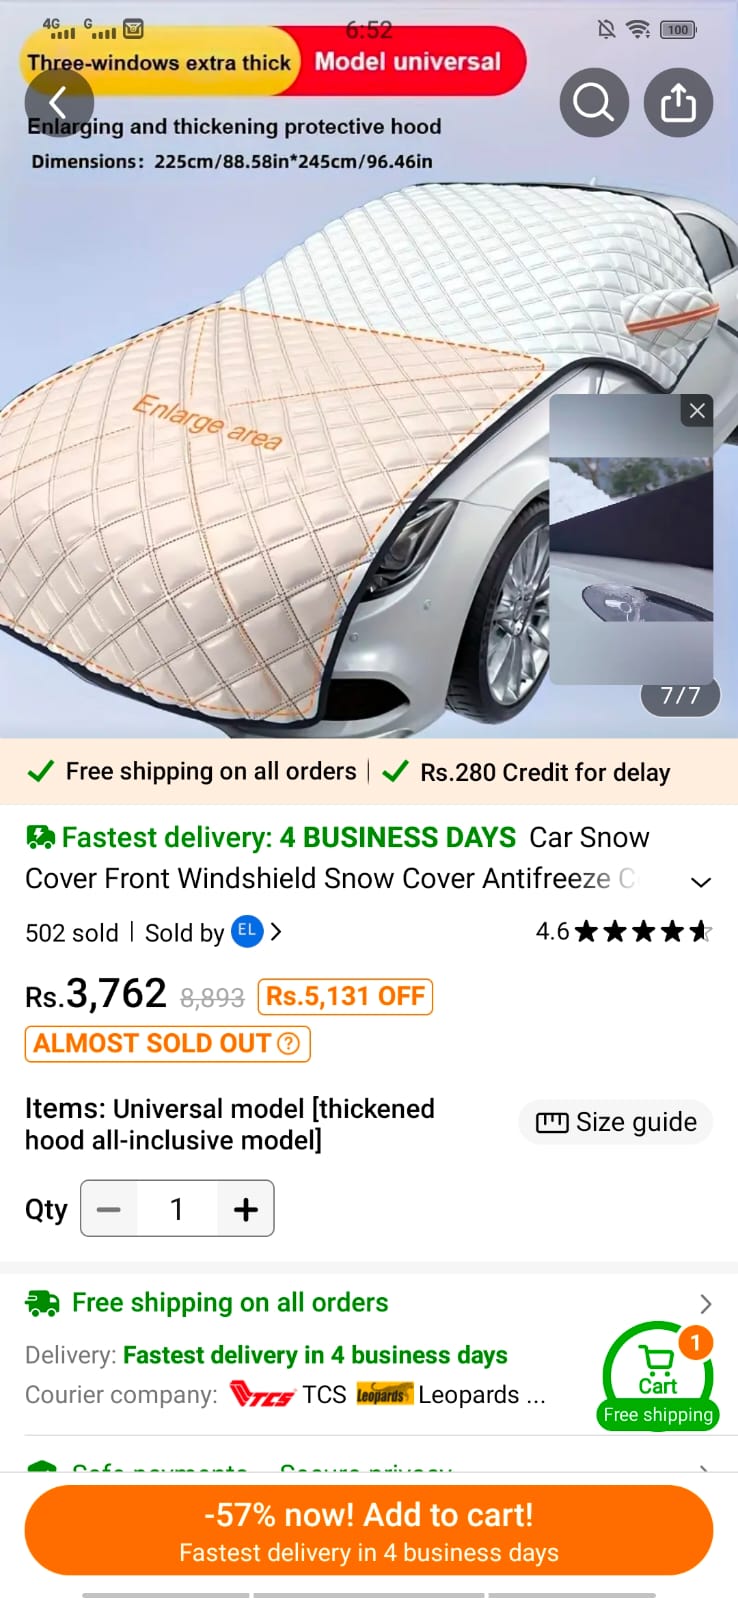 4G G 6:52 100
Three-windows extra thick Model universal
Enlarging and thickening protective hood
Dimensions: 225cm/88.58in*245cm/96.46in
Enlarge area
7/7
Free shipping on all orders | Rs.280 Credit for delay
Fastest delivery: 4 BUSINESS DAYS Car Snow
Cover Front Windshield Snow Cover Antifreeze C
502 sold | Sold by EL 4.6
Rs.3,762 8,893 Rs.5,131 OFF
ALMOST SOLD OUT ?
Items: Universal model [thickened
hood all-inclusive model]
Size guide
Qty 1
Free shipping on all orders
Delivery: Fastest delivery in 4 business days
Courier company: TCS TCS Leopards Leopards ...
1
Cart
Free shipping
Safe payments Secure privacy
-57% now! Add to cart!
Fastest delivery in 4 business days